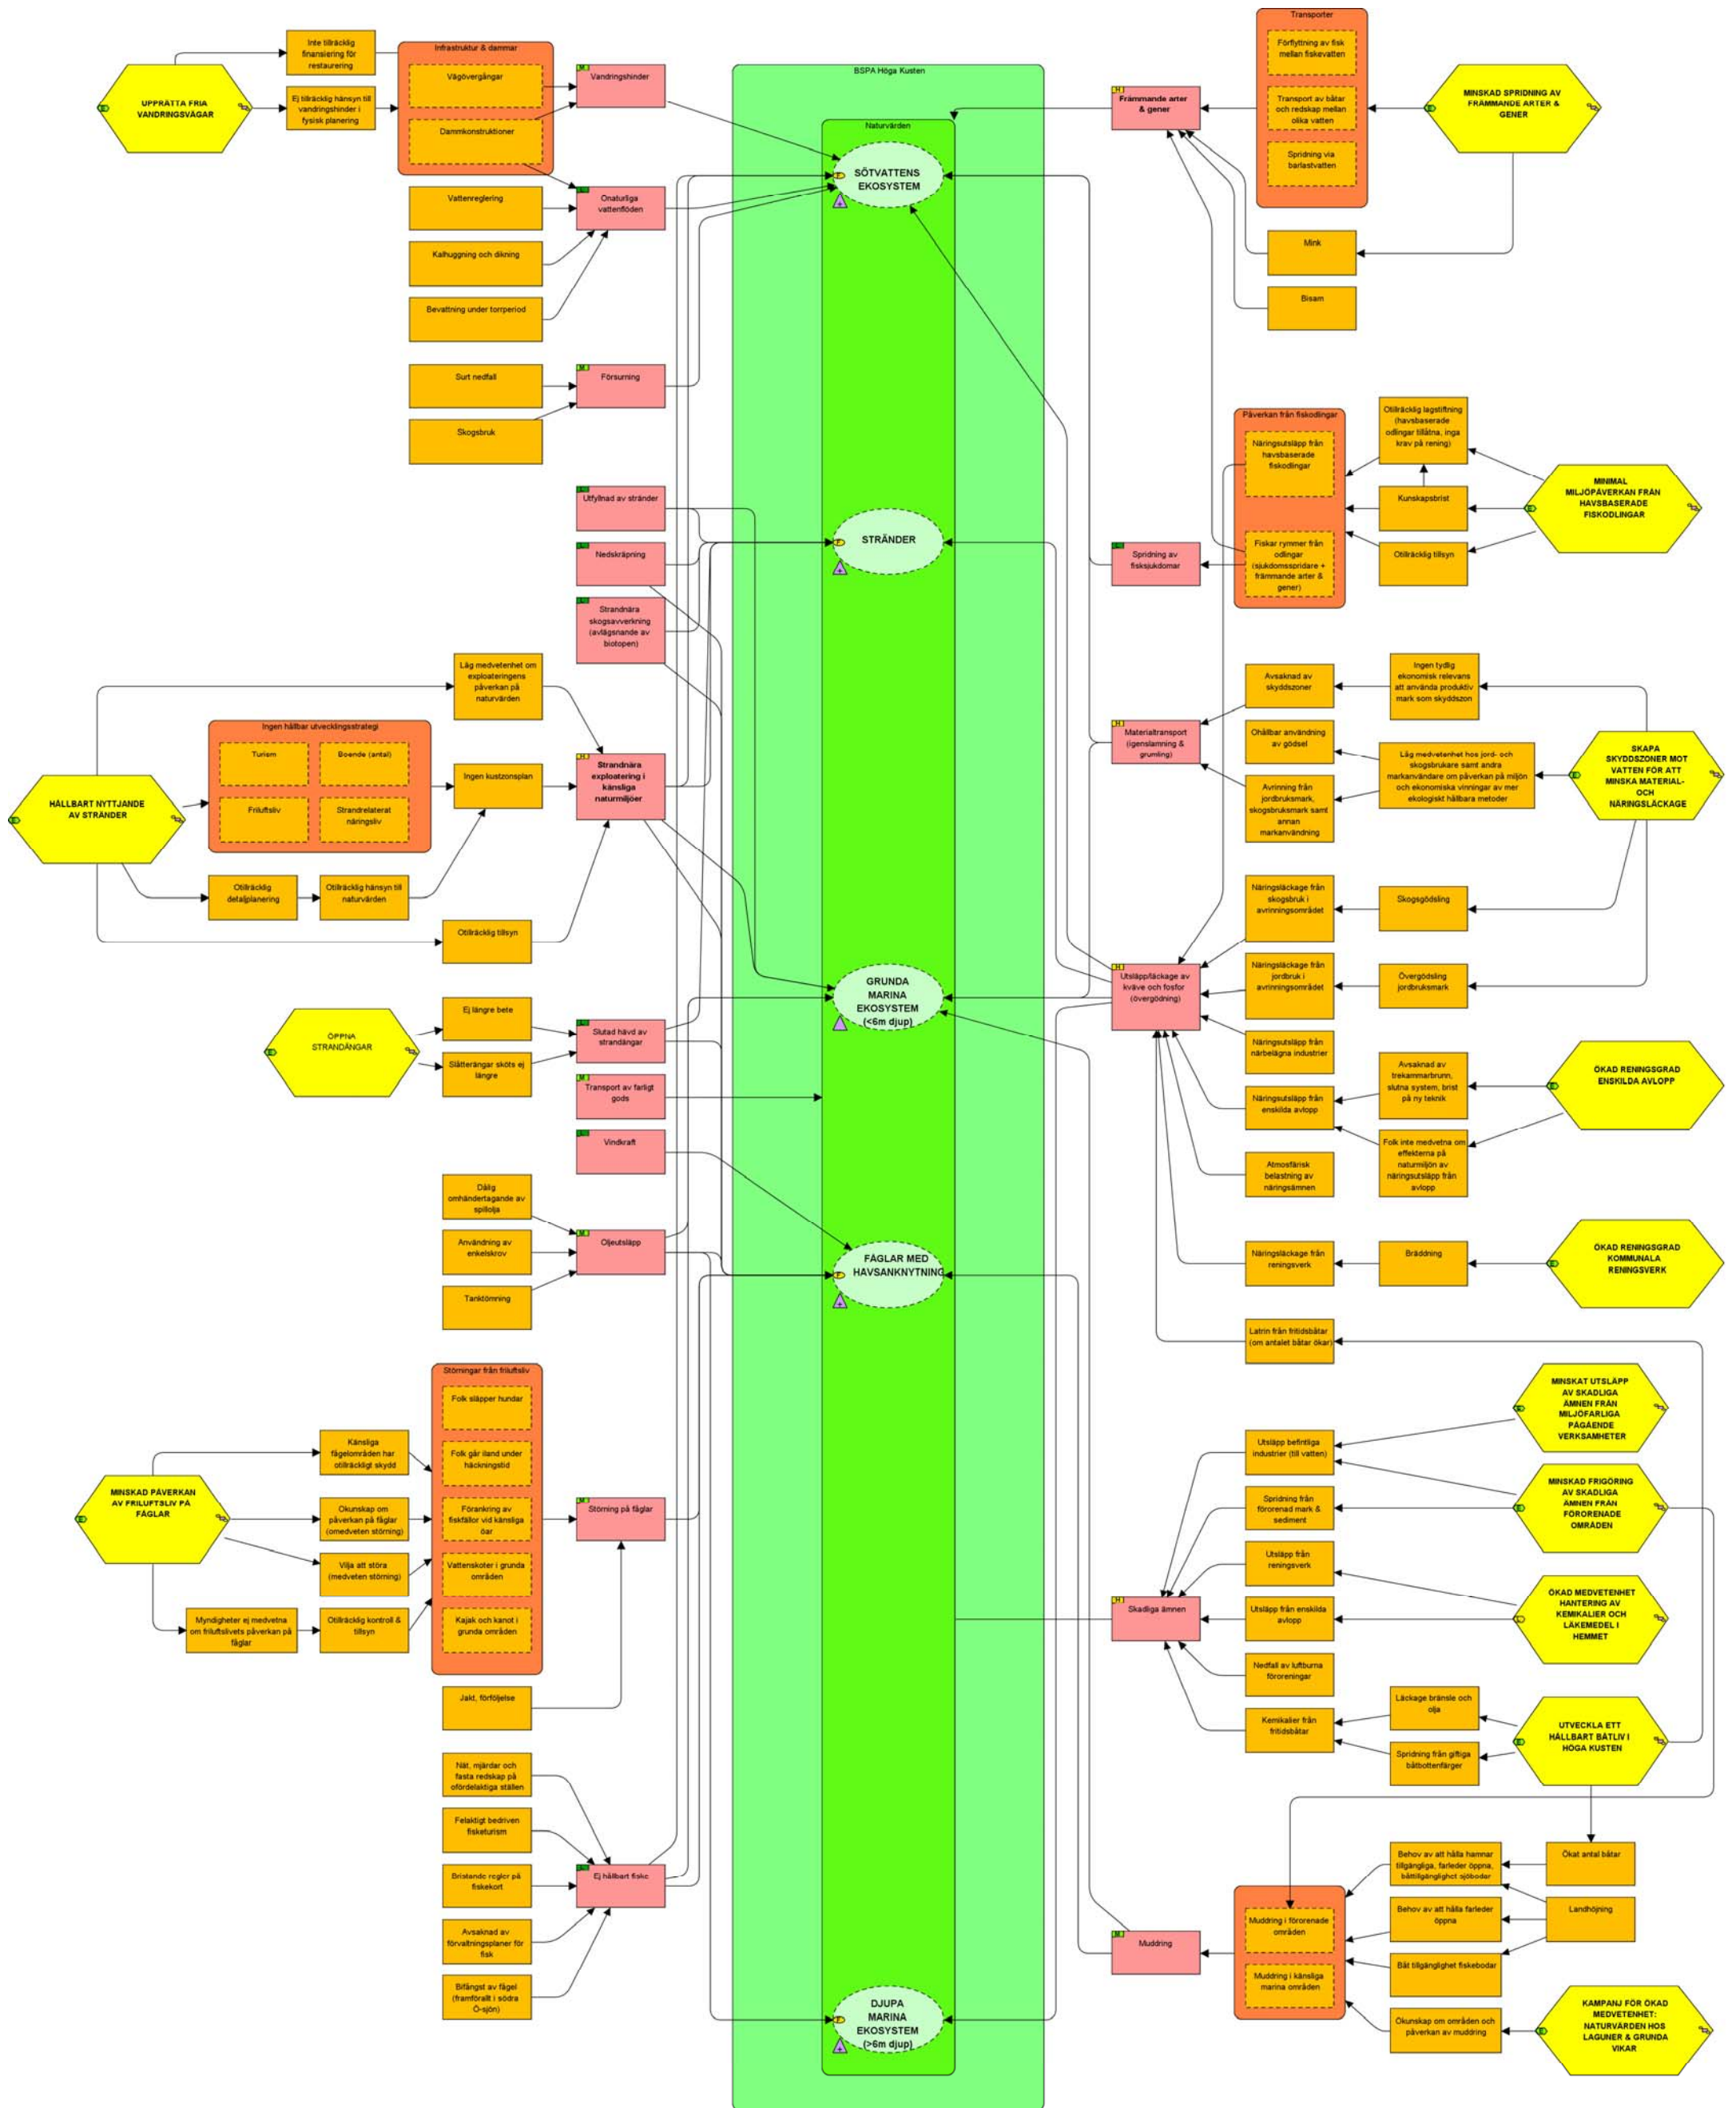 Inte tillräcklig
finansiering för
restaurering
UPPRÄTTA FRIA
VANDRINGSVÄGAR
Ej tillräcklig hänsyn till
vandringshinder i
fysisk planering
Infrastruktur & dammar
Vägövergångar
Dammkonstruktioner
M
Vandringshinder
Vattenreglering
L
Onaturliga
vattenflöden
Kalhuggning och dikning
Bevattning under torrperiod
Surt nedfall
M
Försurning
Skogsbruk
L
Utfyllnad av stränder
L
Nedskräpning
L
Strandnära
skogsavverkning
(avlägsnande av
biotopen)
Låg medvetenhet om
exploateringens
påverkan på
naturvärden
Ingen hållbar utvecklingsstrategi
Turism
Boende (antal)
Friluftsliv
Strandrelaterat
näringsliv
HÅLLBART NYTTJANDE
AV STRÄNDER
Ingen kustzonsplan
H
Strandnära
exploatering i
känsliga
naturmiljöer
Otillräcklig
detaljplanering
Otillräcklig hänsyn till
naturvärden
Otillräcklig tillsyn
ÖPPNA
STRANDÄNGAR
Ej längre bete
Slåtterängar sköts ej
längre
L
Slutad hävd av
strandängar
M
Transport av farligt
gods
L
Vindkraft
Dålig
omhändertagande av
spillolja
Användning av
enkelskrov
Tanktömning
M
Oljeutsläpp
Störningar från friluftsliv
Folk släpper hundar
Folk går iland under
häckningstid
Förankring av
fiskfällor vid känsliga
öar
Vattenskoter i grunda
områden
Kajak och kanot i
grunda områden
Känsliga
fågelområden har
otillräckligt skydd
MINSKAD PÅVERKAN
AV FRILUFTSLIV PÅ
FÅGLAR
Okunskap om
påverkan på fåglar
(omedveten störning)
Vilja att störa
(medveten störning)
Myndigheter ej medvetna
om friluftslivets påverkan på
fåglar
Otillräcklig kontroll &
tillsyn
M
Störning på fåglar
Jakt, förföljelse
Nät, mjärdar och
fasta redskap på
ofördelaktiga ställen
Felaktigt bedriven
fisketurism
Bristande regler på
fiskekort
Avsaknad av
förvaltningsplaner för
fisk
Bifångst av fågel
(framförallt i södra
Ö-sjön)
L
Ej hållbart fiske
BSPA Höga Kusten
Naturvärden
SÖTVATTENS
EKOSYSTEM
STRÄNDER
GRUNDA
MARINA
EKOSYSTEM
(<6m djup)
FÅGLAR MED
HAVSANKNYTNING
DJUPA
MARINA
EKOSYSTEM
(>6m djup)
Transporter
Förflyttning av fisk
mellan fiskevatten
Transport av båtar
och redskap mellan
olika vatten
Spridning via
barlastvatten
H
Främmande arter
& gener
MINSKAD SPRIDNING AV
FRÄMMANDE ARTER &
GENER
Mink
Bisam
Påverkan från fiskodlingar
Näringsutsläpp från
havsbaserade
fiskodlingar
Fiskar rymmer från
odlingar
(sjukdomsspridare +
främmande arter &
gener)
Otillräcklig lagstiftning
(havsbaserade
odlingar tillåtna, inga
krav på rening)
Kunskapsbrist
Otillräcklig tillsyn
MINIMAL
MILJÖPÅVERKAN FRÅN
HAVSBASERADE
FISKODLINGAR
L
Spridning av
fisksjukdomar
Avsaknad av
skyddszoner
Ingen tydlig
ekonomisk relevans
att använda produktiv
mark som skyddszon
H
Materialtransport
(igenslamning &
grumling)
Ohållbar användning
av gödsel
Låg medvetenhet hos jord- och
skogsbrukare samt andra
markanvändare om påverkan på miljön
och ekonomiska vinningar av mer
ekologiskt hållbara metoder
SKAPA
SKYDDSZONER MOT
VATTEN FÖR ATT
MINSKA MATERIAL-
OCH
NÄRINGSLÄCKAGE
Avrinning från
jordbruksmark,
skogsbruksmark samt
annan
markanvändning
Näringsläckage från
skogsbruk i
avrinningsområdet
Skogsgödsling
H
Utsläpp/läckage av
kväve och fosfor
(övergödning)
Näringsläckage från
jordbruk i
avrinningsområdet
Övergödsling
jordbruksmark
Näringsutsläpp från
närbelägna industrier
Näringsutsläpp från
enskilda avlopp
Avsaknad av
trekammarbrunn,
slutna system, brist
på ny teknik
Folk inte medvetna om
effekterna på
naturmiljön av
näringsutsläpp från
avlopp
ÖKAD RENINGSGRAD
ENSKILDA AVLOPP
Atmosfärisk
belastning av
näringsämnen
Näringsläckage från
reningsverk
Bräddning
ÖKAD RENINGSGRAD
KOMMUNALA
RENINGSVERK
Latrin från fritidsbåtar
(om antalet båtar ökar)
MINSKAT UTSLÄPP
AV SKADLIGA
ÄMNEN FRÅN
MILJÖFARLIGA
PÅGÅENDE
VERKSAMHETER
Utsläpp befintliga
industrier (till vatten)
MINSKAD FRIGÖRING
AV SKADLIGA
ÄMNEN FRÅN
FÖRORENADE
OMRÅDEN
Spridning från
förorenad mark &
sediment
Utsläpp från
reningsverk
ÖKAD MEDVETENHET
HANTERING AV
KEMIKALIER OCH
LÄKEMEDEL I
HEMMET
H
Skadliga ämnen
Utsläpp från enskilda
avlopp
Nedfall av luftburna
föroreningar
Kemikalier från
fritidsbåtar
Läckage bränsle och
olja
Spridning från giftiga
båtbottenfärger
UTVECKLA ETT
HÅLLBART BÅTLIV I
HÖGA KUSTEN
Behov av att hålla hamnar
tillgängliga, farleder öppna,
båttillgänglighet sjöbodar
Ökat antal båtar
Behov av att hålla farleder
öppna
Landhöjning
Båt tillgänglighet fiskebodar
Muddring i förorenade
områden
Muddring i känsliga
marina områden
M
Muddring
Okunskap om områden och
påverkan av muddring
KAMPANJ FÖR ÖKAD
MEDVETENHET:
NATURVÄRDEN HOS
LAGUNER & GRUNDA
VIKAR